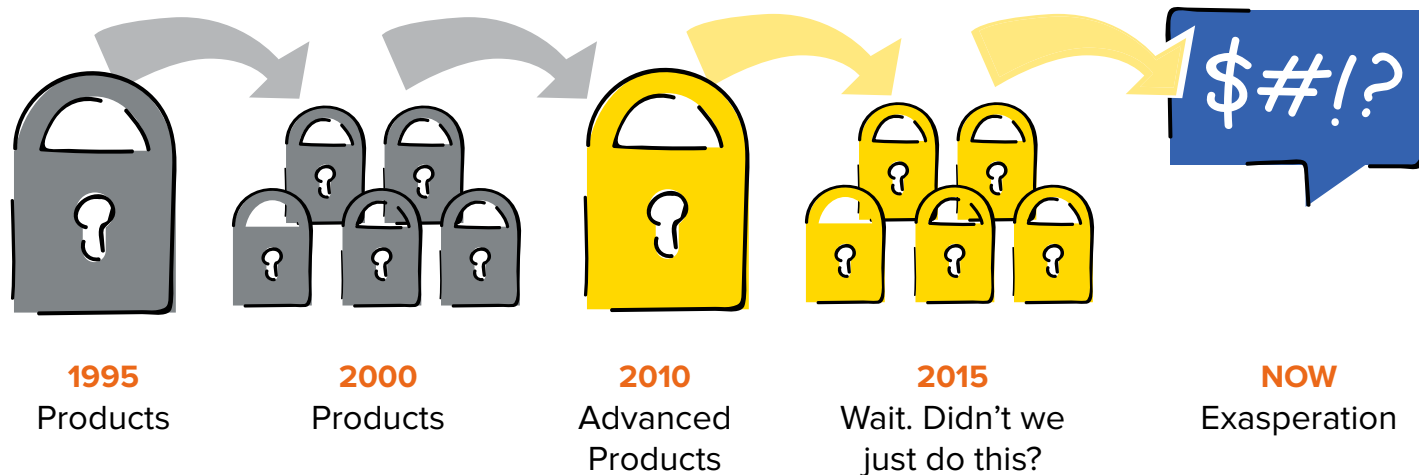 $#!?
1995
Products
2000
Products
2010
Advanced
Products
2015
Wait. Didn’t we
just do this?
NOW
Exasperation